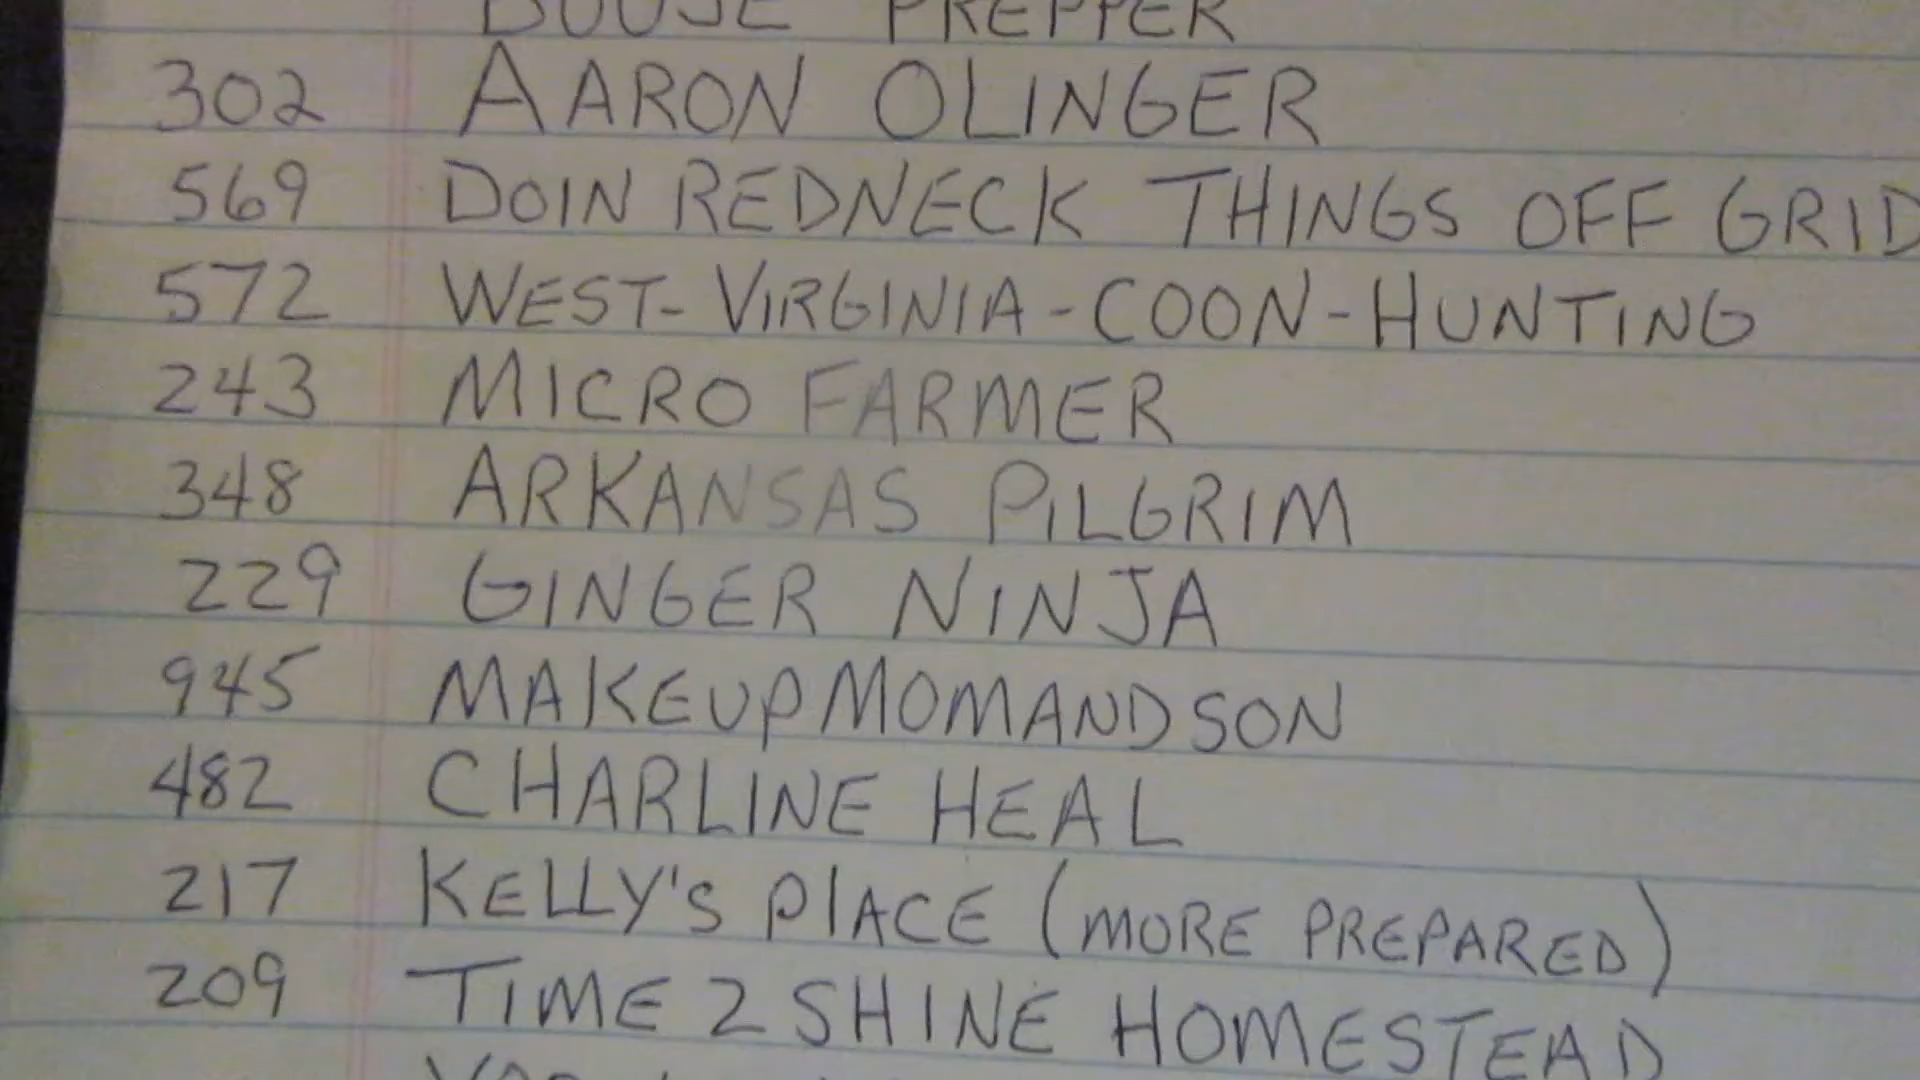 PREPPER
302 AARON OLINGER
569 DOIN REDNECK THINGS OFF GRID
572 WEST-VIRGINIA-COON-HUNTING
243 MICRO FARMER
348 ARKANSAS PILGRIM
229 GINGER NINJA
945 MAKEUPMOMANDSON
482 CHARLINE HEAL
217 KELLY'S PLACE (MORE PREPARED)
209 TIME 2 SHINE HOMESTEAD